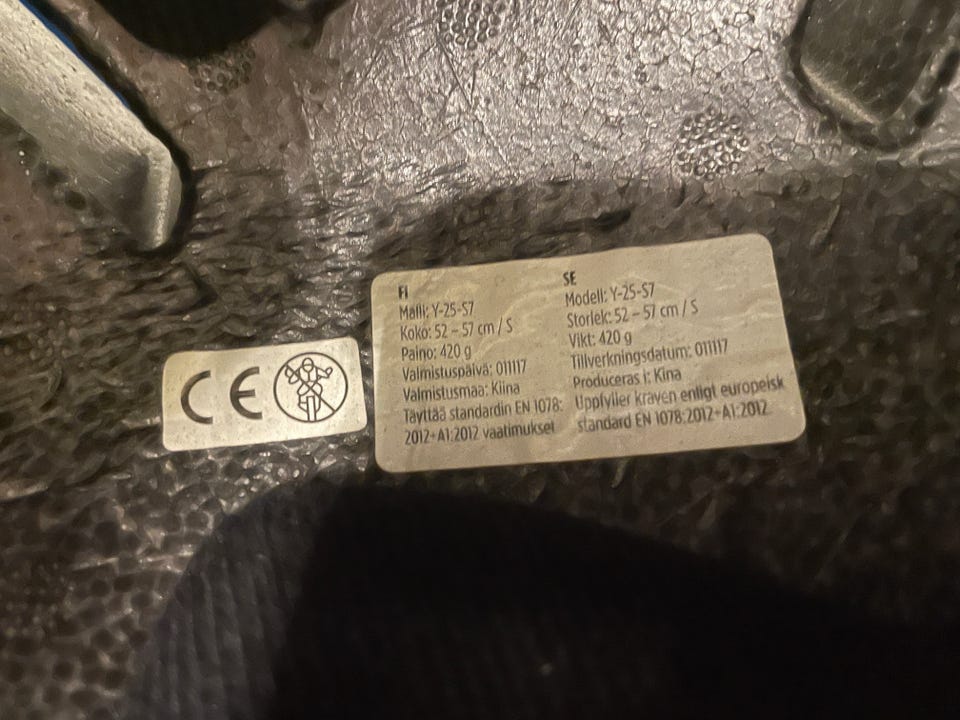 CE
FI
Malli: Y-25-S7
Koko: 52 – 57 cm / S
Paino: 420 g
Valmistuspäivä: 011117
Valmistusmaa: Kiina
Täyttää standardin EN 1078:
2012+A1:2012 vaatimukset
SE
Modell: Y-25-S7
Storlek: 52 – 57 cm / S
Vikt: 420 g
Tillverkningsdatum: 011117
Produceras i: Kina
Uppfyller kraven enligt europeisk
standard EN 1078:2012+A1:2012